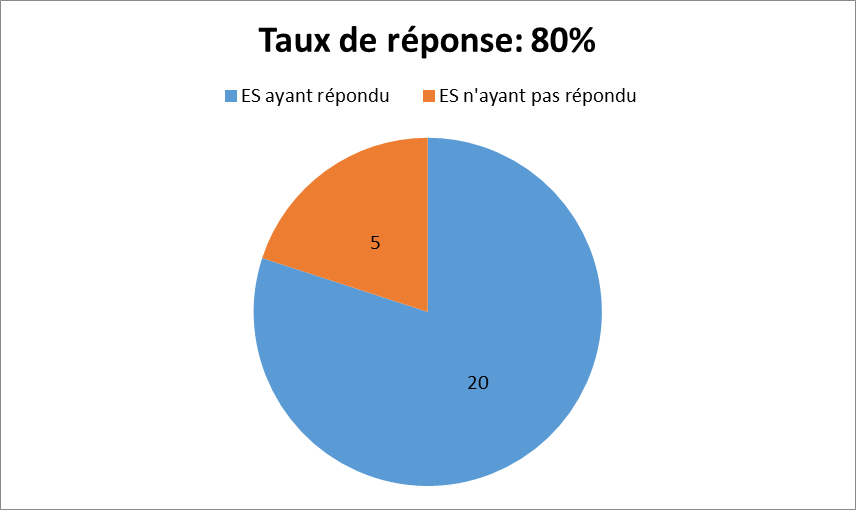 Taux de réponse: 80%
ES ayant répondu ES n'ayant pas répondu
5
20